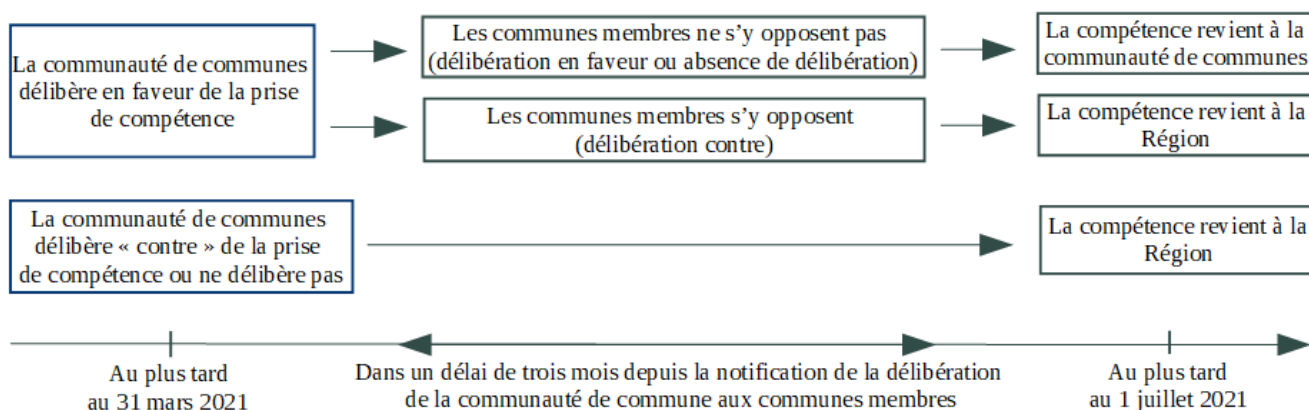 La communauté de communes
délibère en faveur de la prise
de compétence
Les communes membres ne s'y opposent pas
(délibération en faveur ou absence de délibération)
La compétence revient à la
communauté de communes
Les communes membres s'y opposent
(délibération contre)
La compétence revient à la
Région
La communauté de communes
délibère « contre » de la prise
de compétence ou ne délibère pas
La compétence revient à la
Région
Au plus tard
au 31 mars 2021
Dans un délai de trois mois depuis la notification de la délibération
de la communauté de commune aux communes membres
Au plus tard
au 1 juillet 2021